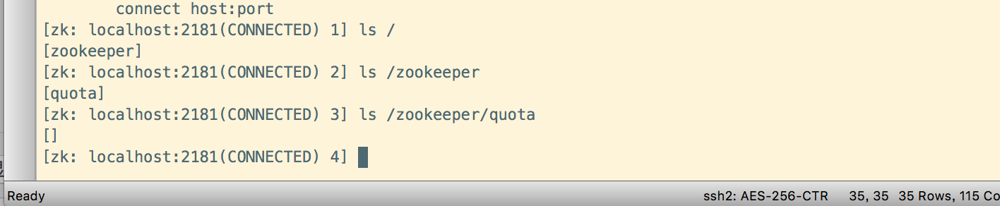 connect host:port
[zk: localhost:2181(CONNECTED) 1] ls /
[zookeeper]
[zk: localhost:2181(CONNECTED) 2] ls /zookeeper
[quota]
[zk: localhost:2181(CONNECTED) 3] ls /zookeeper/quota
[]
[zk: localhost:2181(CONNECTED) 4]
Ready ssh2: AES-256-CTR 35, 35 35 Rows, 115 Co